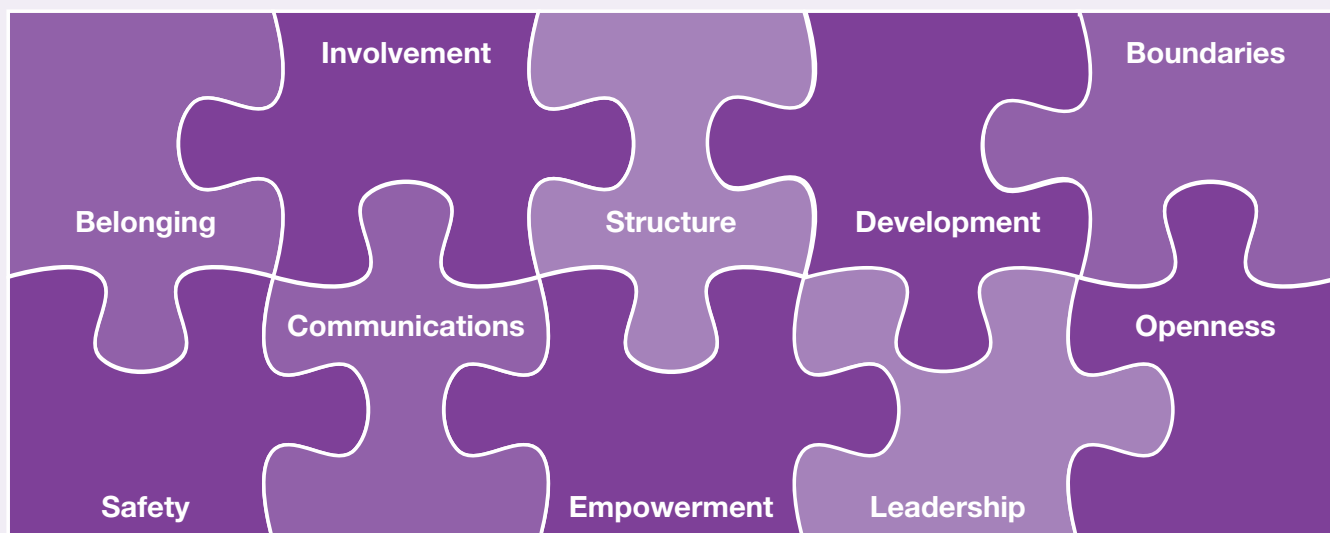 Involvement
Boundaries
Belonging
Structure
Development
Communications
Openness
Safety
Empowerment
Leadership